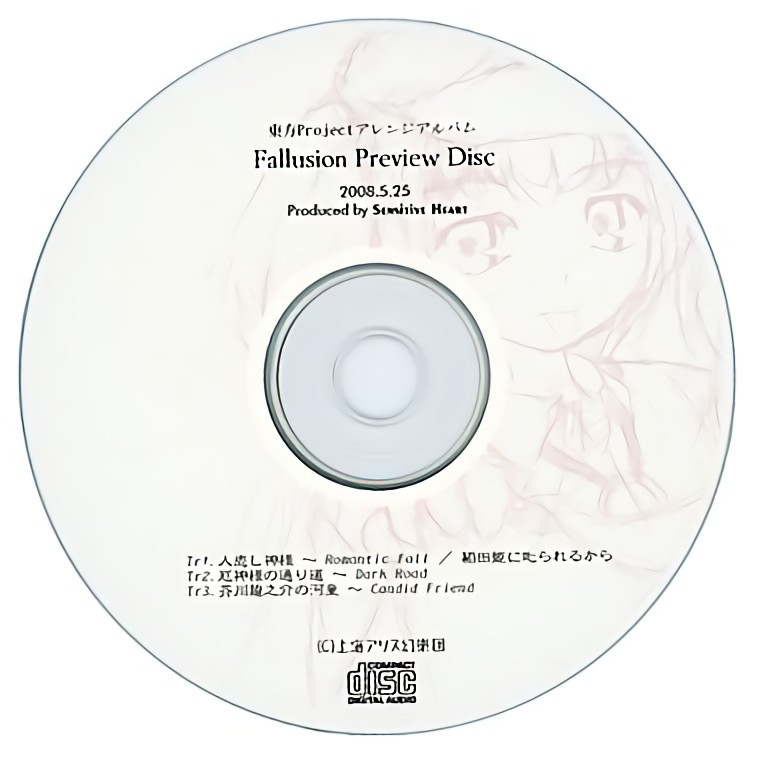 東方Projectアレンジアルバム
Fallusion Preview Disc
2008.5.25
Produced by SENSITIVE HEART
Tr1. 人恋し神様 ～ Romantic Fall ／ 稲田姫に叱られるから
Tr2. 厄神様の通り道 ～ Dark Road
Tr3. 芥川龍之介の河童 ～ Candid Friend
(C)上海アリス幻樂団
COMPACT
disc
DIGITAL AUDIO